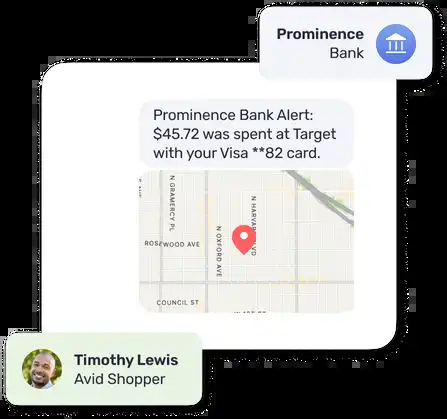 Prominence
Bank
Prominence Bank Alert:
$45.72 was spent at Target
with your Visa **82 card.
N GRAMERCY PL
N HARVARD BLVD
N OXFORD AVE
ROSEWOOD AVE
COUNCIL ST
Timothy Lewis
Avid Shopper